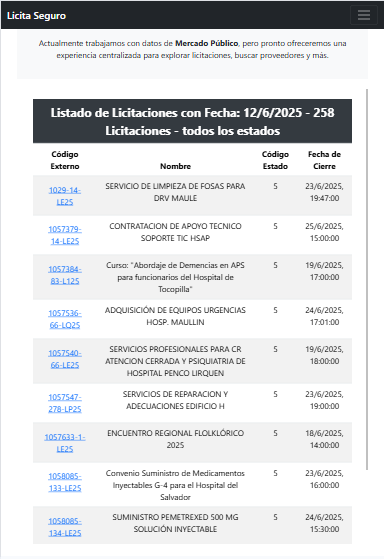 Licita Seguro
Actualmente trabajamos con datos de Mercado Público, pero pronto ofreceremos una
experiencia centralizada para explorar licitaciones, buscar proveedores y más.
Listado de Licitaciones con Fecha: 12/6/2025 - 258
Licitaciones - todos los estados
Código Externo Nombre Código Estado Fecha de Cierre
1029-14-LE25 SERVICIO DE LIMPIEZA DE FOSAS PARA DRV MAULE 5 23/6/2025, 19:47:00
1057379-14-LE25 CONTRATACION DE APOYO TECNICO SOPORTE TIC HSAP 5 25/6/2025, 15:00:00
1057384-83-L125 Curso: "Abordaje de Demencias en APS para funcionarios del Hospital de Tocopilla" 5 19/6/2025, 17:00:00
1057536-66-LQ25 ADQUISICIÓN DE EQUIPOS URGENCIAS HOSP. MAULLIN 5 24/6/2025, 17:01:00
1057540-66-LE25 SERVICIOS PROFESIONALES PARA CR ATENCION CERRADA Y PSIQUIATRIA DE HOSPITAL PENCO LIRQUEN 5 19/6/2025, 18:00:00
1057547-278-LP25 SERVICIOS DE REPARACION Y ADECUACIONES EDIFICIO H 5 23/6/2025, 19:00:00
1057633-1-LE25 ENCUENTRO REGIONAL FLOLKLÓRICO 2025 5 18/6/2025, 14:00:00
1058085-133-LE25 Convenio Suministro de Medicamentos Inyectables G-4 para el Hospital del Salvador 5 23/6/2025, 16:00:00
1058085-134-LE25 SUMINISTRO PEMETREXED 500 MG SOLUCIÓN INYECTABLE 5 24/6/2025, 15:30:00